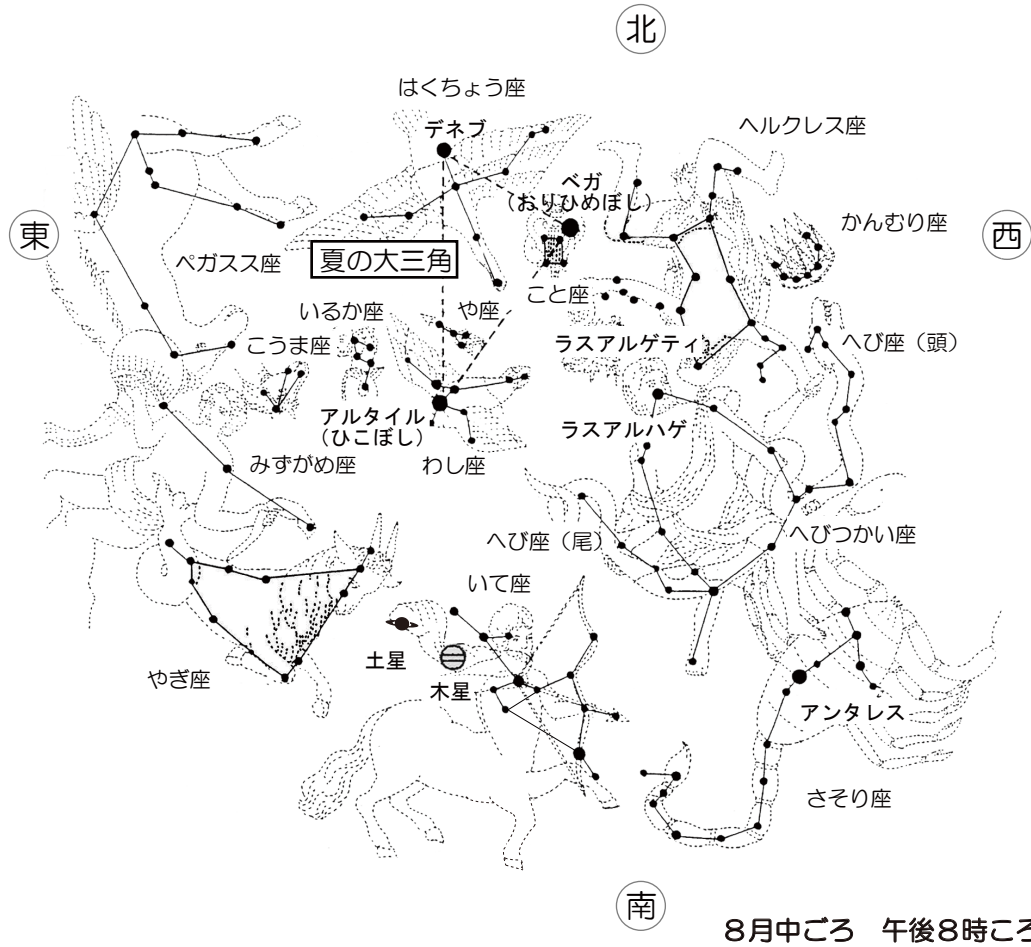 北
はくちょう座
デネブ
ヘルクレス座
ベガ
(おりひめぼし)
かんむり座
東
西
ペガスス座
夏の大三角
こと座
いるか座
や座
こうま座
ラスアルゲティ
へび座(頭)
アルタイル
(ひこぼし)
ラスアルハゲ
みずがめ座
わし座
へび座(尾)
へびつかい座
いて座
土星
やぎ座
木星
アンタレス
さそり座
南
8月中ごろ 午後8時ころ